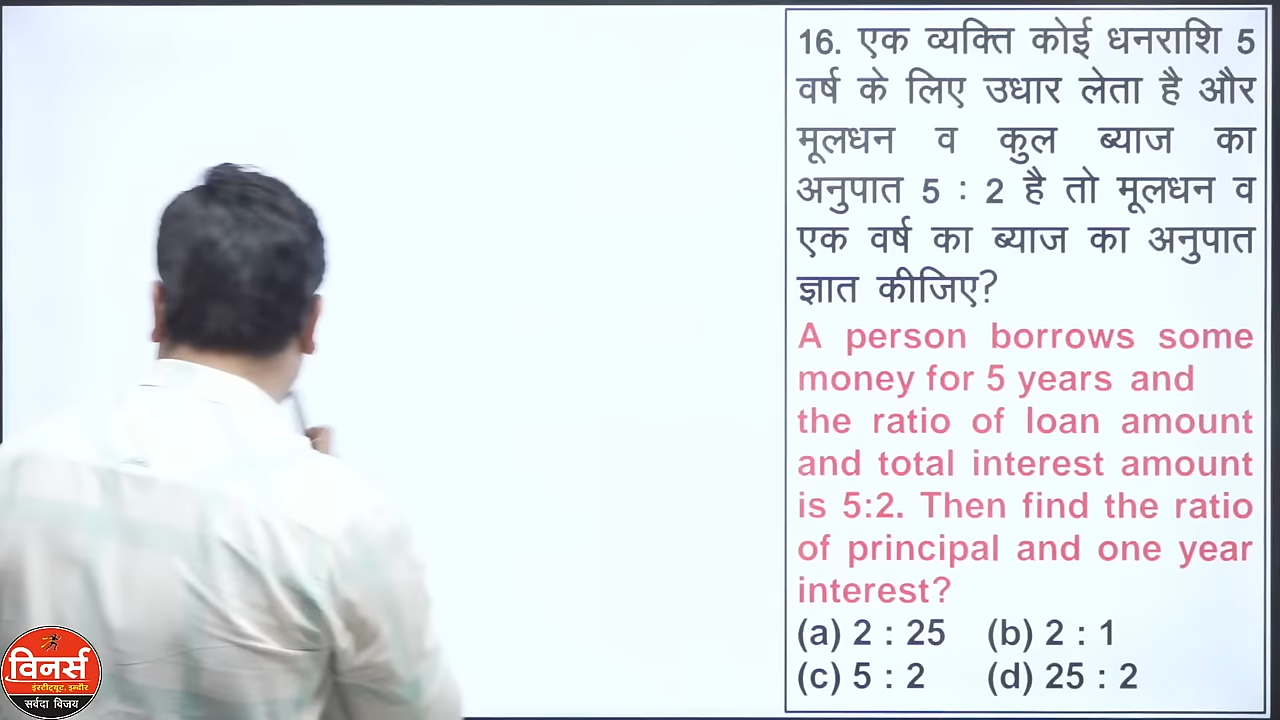 16. एक व्यक्ति कोई धनराशि 5
वर्ष के लिए उधार लेता है और
मूलधन व कुल ब्याज का
अनुपात 5 : 2 है तो मूलधन व
एक वर्ष का ब्याज का अनुपात
ज्ञात कीजिए?
A person borrows some
money for 5 years and
the ratio of loan amount
and total interest amount
is 5:2. Then find the ratio
of principal and one year
interest?
(a) 2 : 25 (b) 2 : 1
(c) 5 : 2 (d) 25 : 2
विनर्स
इंस्टीट्यूट, इन्दौर
सर्वदा विजय